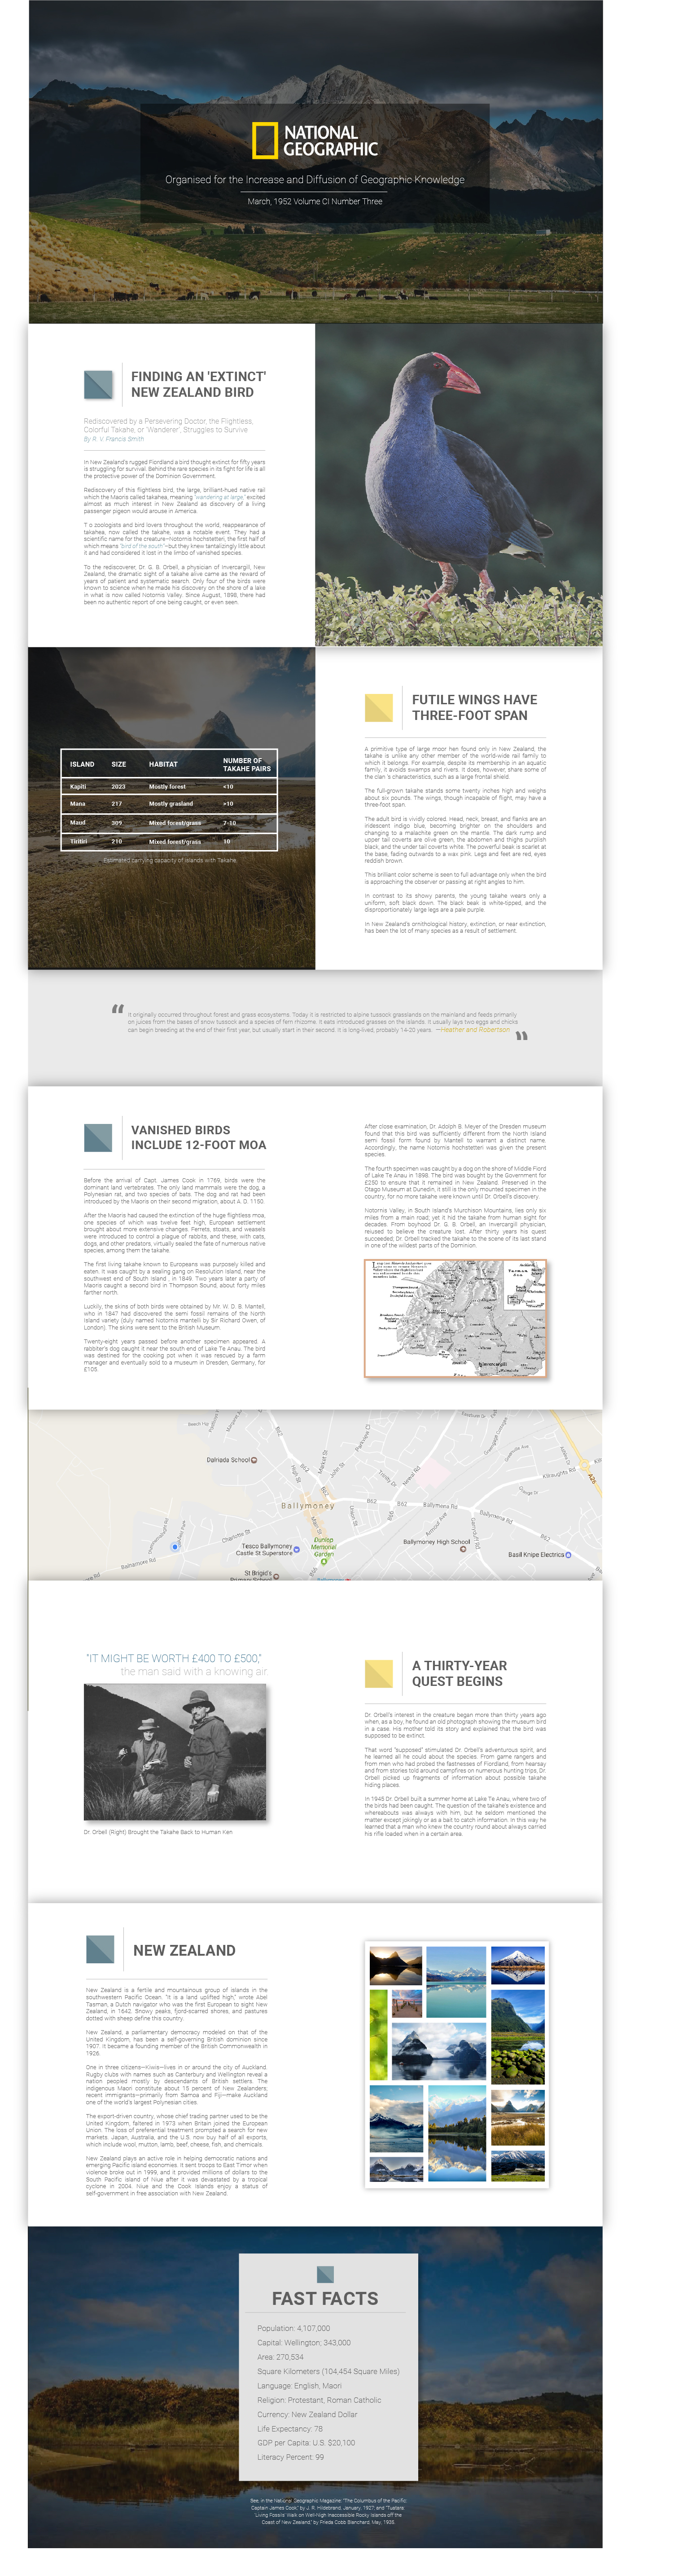 NATIONAL
GEOGRAPHIC
Organised for the Increase and Diffusion of Geographic Knowledge
March, 1952 Volume CI Number Three
FINDING AN 'EXTINCT'
NEW ZEALAND BIRD
Rediscovered by a Persevering Doctor, the Flightless,
Colorful Takahe, or 'Wanderer', Struggles to Survive
By R. V. Francis Smith
In New Zealand's rugged Fiordland a bird thought extinct for fifty years
is struggling for survival. Behind the rare species in its fight for life is all
the protective power of the Dominion Government.
Rediscovery of this flightless bird, the large, brilliant-hued native rail
which the Maoris called takahea, meaning "wandering at large," excited
almost as much interest in New Zealand as discovery of a living
passenger pigeon would arouse in America.
T o zoologists and bird lovers throughout the world, reappearance of
takahea, now called the takahe, was a notable event. They had a
scientific name for the creature–Notornis hochstetteri, the first half of
which means "bird of the south"–but they knew tantalizingly little about
it and had considered it lost in the limbo of vanished species.
To the rediscoverer, Dr. G. B. Orbell, a physician of Invercargill, New
Zealand, the dramatic sight of a takahe alive came as the reward of
years of patient and systematic search. Only four of the birds were
known to science when he made his discovery on the shore of a lake
in what is now called Notornis Valley. Since August, 1898, there had
been no authentic report of one being caught, or even seen.
ISLAND SIZE HABITAT NUMBER OF
TAKAHE PAIRS
Kapiti 2023 Mostly forest <10
Mana 217 Mostly grasland >10
Maud 309 Mixed forest/grass 7-10
Tiritiri 210 Mixed forest/grass 10
Estimated carrying capacity of islands with Takahe.
FUTILE WINGS HAVE
THREE-FOOT SPAN
A primitive type of large moor hen found only in New Zealand, the
takahe is unlike any other member of the world-wide rail family to
which it belongs. For example, despite its membership in an aquatic
family, it avoids swamps and rivers. It does, however, share some of
the clan 's characteristics, such as a large frontal shield.
The full-grown takahe stands some twenty inches high and weighs
about six pounds. The wings, though incapable of flight, may have a
three-foot span.
The adult bird is vividly colored. Head, neck, breast, and flanks are an
iridescent indigo blue, becoming brighter on the shoulders and
changing to a malachite green on the mantle. The dark rump and
upper tail coverts are olive green, the abdomen and thighs purplish
black, and the under tail coverts white. The powerful beak is scarlet at
the base, fading outwards to a wax pink. Legs and feet are red, eyes
reddish brown.
This brilliant color scheme is seen to full advantage only when the bird
is approaching the observer or passing at right angles to him.
In contrast to its showy parents, the young takahe wears only a
uniform, soft black down. The black beak is white-tipped, and the
disproportionately large legs are a pale purple.
In New Zealand's ornithological history, extinction, or near extinction,
has been the lot of many species as a result of settlement.
“ It originally occurred throughout forest and grass ecosystems. Today it is restricted to alpine tussock grasslands on the mainland and feeds primarily
on juices from the bases of snow tussock and a species of fern rhizome, it eats introduced grasses on the islands. It usually lays two eggs and chicks
can begin breeding at the end of their first year, but usually start in their second. It is long-lived, probably 14-20 years. —Heather and Robertson ”
VANISHED BIRDS
INCLUDE 12-FOOT MOA
Before the arrival of Capt. James Cook in 1769, birds were the
dominant land vertebrates. The only land mammals were the dog, a
Polynesian rat, and two species of bats. The dog and rat had been
introduced by the Maoris on their second migration, about A. D. 1150.
After the Maoris had caused the extinction of the huge flightless moa,
one species of which was twelve feet high, European settlement
brought about more extensive changes. Ferrets, stoats, and weasels
were introduced to control a plague of rabbits, and these, with cats,
dogs, and other predators, virtually sealed the fate of numerous native
species, among them the takahe.
The first living takahe known to Europeans was purposely killed and
eaten. It was caught by a sealing gang on Resolution Island, near the
southwest end of South Island , in 1849. Two years later a party of
Maoris caught a second bird in Thompson Sound, about forty miles
farther north.
Luckily, the skins of both birds were obtained by Mr. W. D. B. Mantell,
who in 1847 had discovered the semi fossil remains of the North
Island variety (duly named Notornis mantelli by Sir Richard Owen, of
London). The skins were sent to the British Museum.
Twenty-eight years passed before another specimen appeared. A
rabbiter's dog caught it near the south end of Lake Te Anau. The bird
was destined for the cooking pot when it was rescued by a farm
manager and eventually sold to a museum in Dresden, Germany, for
£105.
After close examination, Dr. Adolph B. Meyer of the Dresden museum
found that this bird was sufficiently different from the North Island
semi fossil form found by Mantell to warrant a distinct name.
Accordingly, the name Notornis hochstetteri was given the present
species.
The fourth specimen was caught by a dog on the shore of Middle Fiord
of Lake Te Anau in 1898. The bird was bought by the Government for
£250 to ensure that it remained in New Zealand. Preserved in the
Otago Museum at Dunedin, it still is the only mounted specimen in the
country, for no more takahe were known until Dr. Orbell's discovery.
Notornis Valley, in South Island's Murchison Mountains, lies only six
miles from a main road; yet it hid the takahe from human sight for
decades. From boyhood Dr. G. B. Orbell, an Invercargill physician,
refused to believe the creature lost. After thirty years his quest
succeeded; Dr. Orbell tracked the takahe to the scene of its last stand
in one of the wildest parts of the Dominion.
Tasman
Invercargill
Dalriada School
Ballymoney
Tesco Ballymoney
Castle St Superstore
Dunlop
Memorial
Garden
Ballymoney High School
Basil Knipe Electrics
St Brigid's
"IT MIGHT BE WORTH £400 TO £500,"
the man said with a knowing air.
Dr. Orbell (Right) Brought the Takahe Back to Human Ken
A THIRTY-YEAR
QUEST BEGINS
Dr. Orbell's interest in the creature began more than thirty years ago
when, as a boy, he found an old photograph showing the museum bird
in a case. His mother told its story and explained that the bird was
supposed to be extinct.
That word "supposed" stimulated Dr. Orbell's adventurous spirit, and
he learned all he could about the species. From game rangers and
from men who had probed the fastnesses of Fiordland, from hearsay
and from stories told around campfires on numerous hunting trips, Dr.
Orbell picked up fragments of information about possible takahe
hiding places.
In 1945 Dr. Orbell built a summer home at Lake Te Anau, where two of
the birds had been caught. The question of the takahe's existence and
whereabouts was always with him, but he seldom mentioned the
matter except jokingly or as a bait to catch information. In this way he
learned that a man who knew the country round about always carried
his rifle loaded when in a certain area.
NEW ZEALAND
New Zealand is a fertile and mountainous group of islands in the
southwestern Pacific Ocean. "It is a land uplifted high," wrote Abel
Tasman, a Dutch navigator who was the first European to sight New
Zealand, in 1642. Snowy peaks, fjord-scarred shores, and pastures
dotted with sheep define this country.
New Zealand, a parliamentary democracy modeled on that of the
United Kingdom, has been a self-governing British dominion since
1907. It became a founding member of the British Commonwealth in
1926.
One in three citizens—Kiwis—lives in or around the city of Auckland.
Rugby clubs with names such as Canterbury and Wellington reveal a
nation peopled mostly by descendants of British settlers. The
indigenous Maori constitute about 15 percent of New Zealanders;
recent immigrants—primarily from Samoa and Fiji—make Auckland
one of the world's largest Polynesian cities.
The export-driven country, whose chief trading partner used to be the
United Kingdom, faltered in 1973 when Britain joined the European
Union. The loss of preferential treatment prompted a search for new
markets. Japan, Australia, and the U.S. now buy half of all exports,
which include wool, mutton, lamb, beef, cheese, fish, and chemicals.
New Zealand plays an active role in helping democratic nations and
emerging Pacific island economies. It sent troops to East Timor when
violence broke out in 1999, and it provided millions of dollars to the
South Pacific island of Niue after it was devastated by a tropical
cyclone in 2004. Niue and the Cook Islands enjoy a status of
self-government in free association with New Zealand.
FAST FACTS
Population: 4,107,000
Capital: Wellington; 343,000
Area: 270,534
Square Kilometers (104,454 Square Miles)
Language: English, Maori
Religion: Protestant, Roman Catholic
Currency: New Zealand Dollar
Life Expectancy: 78
GDP per Capita: U.S. $20,100
Literacy Percent: 99
See, in the National Geographic Magazine: "The Columbus of the Pacific
Captain James Cook," by J. R. Hildebrand, January, 1927; and "Tuatara:
'Living Fossils' Walk on Well-Nigh Inaccessible Rocky Islands off the
Coast of New Zealand," by Frieda Cobb Blanchard, May, 1935.